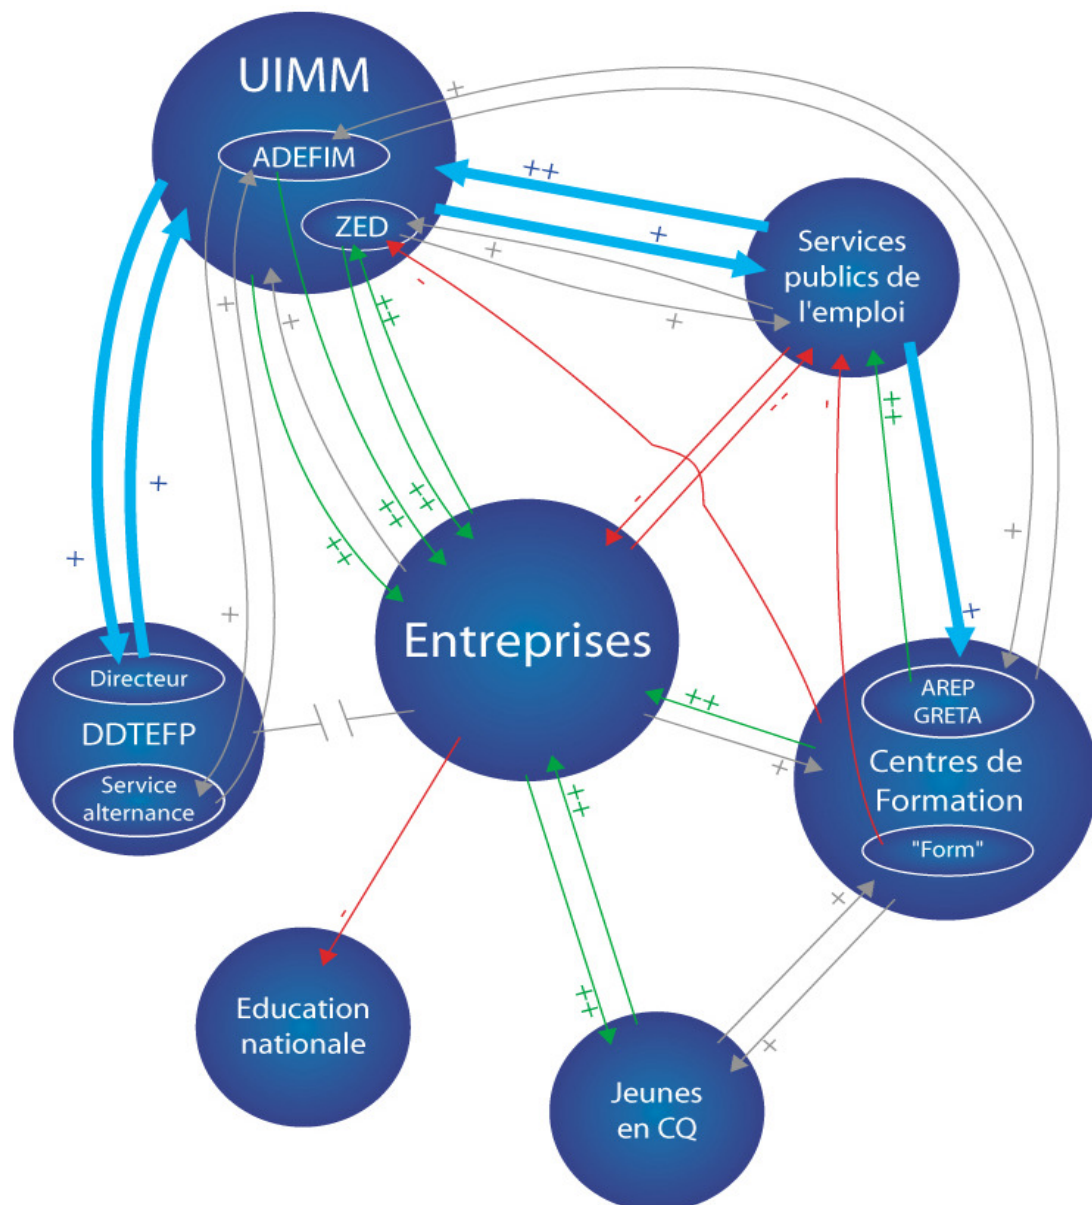 UIMM
ADEFIM
ZED
+
++
+
+
+
-
+
+
++
Services
publics de
l'emploi
-
--
-
++
+
+
+
++
++
++
-
+
+
+
Entreprises
++
+
Directeur
DDTEFP
Service
alternance
AREP
GRETA
Centres de
Formation
"Form"
++
-
+
++
+
Education
nationale
Jeunes
en CQ